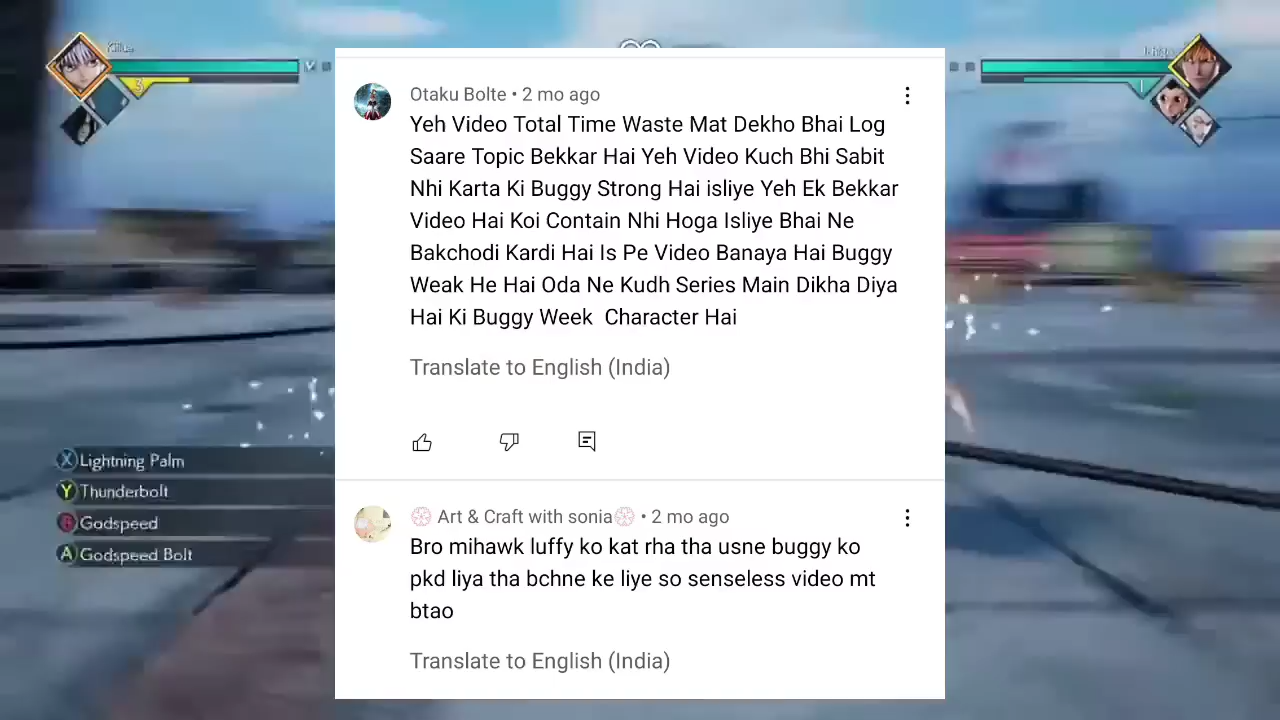 Killua
3
1
Otaku Bolte • 2 mo ago
Yeh Video Total Time Waste Mat Dekho Bhai Log
Saare Topic Bekkar Hai Yeh Video Kuch Bhi Sabit
Nhi Karta Ki Buggy Strong Hai isliye Yeh Ek Bekkar
Video Hai Koi Contain Nhi Hoga Isliye Bhai Ne
Bakchodi Kardi Hai Is Pe Video Banaya Hai Buggy
Weak He Hai Oda Ne Kudh Series Main Dikha Diya
Hai Ki Buggy Week  Character Hai
Translate to English (India)
X Lightning Palm
Y Thunderbolt
B Godspeed
A Godspeed Bolt
💮 Art & Craft with sonia💮 • 2 mo ago
Bro mihawk luffy ko kat rha tha usne buggy ko
pkd liya tha bchne ke liye so senseless video mt
btao
Translate to English (India)